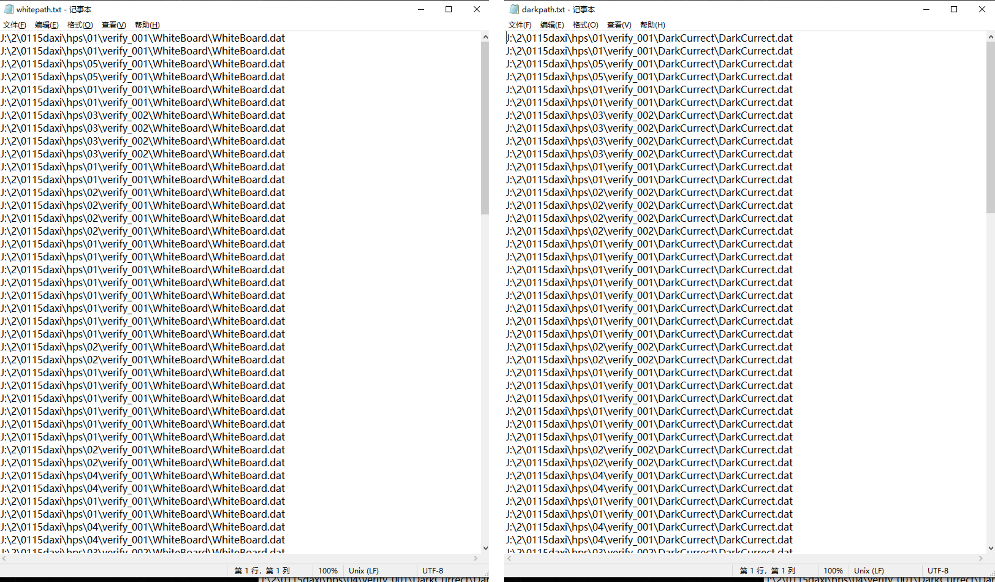 whitepath.txt - 记事本
文件(F) 编辑(E) 格式(O) 查看(V) 帮助(H)
J:\2\0115daxi\hps\01\verify_001\WhiteBoard\WhiteBoard.dat
J:\2\0115daxi\hps\01\verify_001\WhiteBoard\WhiteBoard.dat
J:\2\0115daxi\hps\05\verify_001\WhiteBoard\WhiteBoard.dat
J:\2\0115daxi\hps\05\verify_001\WhiteBoard\WhiteBoard.dat
J:\2\0115daxi\hps\01\verify_001\WhiteBoard\WhiteBoard.dat
J:\2\0115daxi\hps\01\verify_001\WhiteBoard\WhiteBoard.dat
J:\2\0115daxi\hps\03\verify_002\WhiteBoard\WhiteBoard.dat
J:\2\0115daxi\hps\03\verify_002\WhiteBoard\WhiteBoard.dat
J:\2\0115daxi\hps\03\verify_002\WhiteBoard\WhiteBoard.dat
J:\2\0115daxi\hps\03\verify_002\WhiteBoard\WhiteBoard.dat
J:\2\0115daxi\hps\01\verify_001\WhiteBoard\WhiteBoard.dat
J:\2\0115daxi\hps\01\verify_001\WhiteBoard\WhiteBoard.dat
J:\2\0115daxi\hps\02\verify_001\WhiteBoard\WhiteBoard.dat
J:\2\0115daxi\hps\02\verify_001\WhiteBoard\WhiteBoard.dat
J:\2\0115daxi\hps\02\verify_001\WhiteBoard\WhiteBoard.dat
J:\2\0115daxi\hps\02\verify_001\WhiteBoard\WhiteBoard.dat
J:\2\0115daxi\hps\01\verify_001\WhiteBoard\WhiteBoard.dat
J:\2\0115daxi\hps\01\verify_001\WhiteBoard\WhiteBoard.dat
J:\2\0115daxi\hps\01\verify_001\WhiteBoard\WhiteBoard.dat
J:\2\0115daxi\hps\01\verify_001\WhiteBoard\WhiteBoard.dat
J:\2\0115daxi\hps\01\verify_001\WhiteBoard\WhiteBoard.dat
J:\2\0115daxi\hps\01\verify_001\WhiteBoard\WhiteBoard.dat
J:\2\0115daxi\hps\01\verify_001\WhiteBoard\WhiteBoard.dat
J:\2\0115daxi\hps\01\verify_001\WhiteBoard\WhiteBoard.dat
J:\2\0115daxi\hps\02\verify_001\WhiteBoard\WhiteBoard.dat
J:\2\0115daxi\hps\02\verify_001\WhiteBoard\WhiteBoard.dat
J:\2\0115daxi\hps\01\verify_001\WhiteBoard\WhiteBoard.dat
J:\2\0115daxi\hps\01\verify_001\WhiteBoard\WhiteBoard.dat
J:\2\0115daxi\hps\01\verify_001\WhiteBoard\WhiteBoard.dat
J:\2\0115daxi\hps\01\verify_001\WhiteBoard\WhiteBoard.dat
J:\2\0115daxi\hps\01\verify_001\WhiteBoard\WhiteBoard.dat
J:\2\0115daxi\hps\01\verify_001\WhiteBoard\WhiteBoard.dat
J:\2\0115daxi\hps\02\verify_001\WhiteBoard\WhiteBoard.dat
J:\2\0115daxi\hps\02\verify_001\WhiteBoard\WhiteBoard.dat
J:\2\0115daxi\hps\04\verify_001\WhiteBoard\WhiteBoard.dat
J:\2\0115daxi\hps\04\verify_001\WhiteBoard\WhiteBoard.dat
J:\2\0115daxi\hps\01\verify_001\WhiteBoard\WhiteBoard.dat
J:\2\0115daxi\hps\01\verify_001\WhiteBoard\WhiteBoard.dat
J:\2\0115daxi\hps\04\verify_001\WhiteBoard\WhiteBoard.dat
J:\2\0115daxi\hps\04\verify_001\WhiteBoard\WhiteBoard.dat
J:\2\0115daxi\hps\03\verify_002\WhiteBoard\WhiteBoard.dat
第 1 行，第 1 列 100% Unix (LF) UTF-8
darkpath.txt - 记事本
文件(F) 编辑(E) 格式(O) 查看(V) 帮助(H)
J:\2\0115daxi\hps\01\verify_001\DarkCurrect\DarkCurrect.dat
J:\2\0115daxi\hps\01\verify_001\DarkCurrect\DarkCurrect.dat
J:\2\0115daxi\hps\05\verify_001\DarkCurrect\DarkCurrect.dat
J:\2\0115daxi\hps\05\verify_001\DarkCurrect\DarkCurrect.dat
J:\2\0115daxi\hps\01\verify_001\DarkCurrect\DarkCurrect.dat
J:\2\0115daxi\hps\01\verify_001\DarkCurrect\DarkCurrect.dat
J:\2\0115daxi\hps\03\verify_002\DarkCurrect\DarkCurrect.dat
J:\2\0115daxi\hps\03\verify_002\DarkCurrect\DarkCurrect.dat
J:\2\0115daxi\hps\03\verify_002\DarkCurrect\DarkCurrect.dat
J:\2\0115daxi\hps\03\verify_002\DarkCurrect\DarkCurrect.dat
J:\2\0115daxi\hps\01\verify_001\DarkCurrect\DarkCurrect.dat
J:\2\0115daxi\hps\01\verify_001\DarkCurrect\DarkCurrect.dat
J:\2\0115daxi\hps\02\verify_002\DarkCurrect\DarkCurrect.dat
J:\2\0115daxi\hps\02\verify_002\DarkCurrect\DarkCurrect.dat
J:\2\0115daxi\hps\02\verify_002\DarkCurrect\DarkCurrect.dat
J:\2\0115daxi\hps\02\verify_002\DarkCurrect\DarkCurrect.dat
J:\2\0115daxi\hps\01\verify_001\DarkCurrect\DarkCurrect.dat
J:\2\0115daxi\hps\01\verify_001\DarkCurrect\DarkCurrect.dat
J:\2\0115daxi\hps\01\verify_001\DarkCurrect\DarkCurrect.dat
J:\2\0115daxi\hps\01\verify_001\DarkCurrect\DarkCurrect.dat
J:\2\0115daxi\hps\01\verify_001\DarkCurrect\DarkCurrect.dat
J:\2\0115daxi\hps\01\verify_001\DarkCurrect\DarkCurrect.dat
J:\2\0115daxi\hps\01\verify_001\DarkCurrect\DarkCurrect.dat
J:\2\0115daxi\hps\01\verify_001\DarkCurrect\DarkCurrect.dat
J:\2\0115daxi\hps\02\verify_002\DarkCurrect\DarkCurrect.dat
J:\2\0115daxi\hps\02\verify_002\DarkCurrect\DarkCurrect.dat
J:\2\0115daxi\hps\01\verify_001\DarkCurrect\DarkCurrect.dat
J:\2\0115daxi\hps\01\verify_001\DarkCurrect\DarkCurrect.dat
J:\2\0115daxi\hps\01\verify_001\DarkCurrect\DarkCurrect.dat
J:\2\0115daxi\hps\01\verify_001\DarkCurrect\DarkCurrect.dat
J:\2\0115daxi\hps\01\verify_001\DarkCurrect\DarkCurrect.dat
J:\2\0115daxi\hps\01\verify_001\DarkCurrect\DarkCurrect.dat
J:\2\0115daxi\hps\02\verify_002\DarkCurrect\DarkCurrect.dat
J:\2\0115daxi\hps\02\verify_002\DarkCurrect\DarkCurrect.dat
J:\2\0115daxi\hps\04\verify_001\DarkCurrect\DarkCurrect.dat
J:\2\0115daxi\hps\04\verify_001\DarkCurrect\DarkCurrect.dat
J:\2\0115daxi\hps\01\verify_001\DarkCurrect\DarkCurrect.dat
J:\2\0115daxi\hps\01\verify_001\DarkCurrect\DarkCurrect.dat
J:\2\0115daxi\hps\04\verify_001\DarkCurrect\DarkCurrect.dat
J:\2\0115daxi\hps\04\verify_001\DarkCurrect\DarkCurrect.dat
J:\2\0115daxi\hps\03\verify_002\DarkCurrect\DarkCurrect.dat
第 1 行，第 1 列 100% Unix (LF) UTF-8